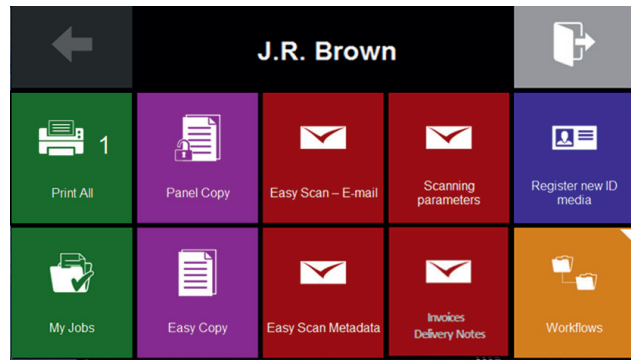 J.R. Brown
1
Print All
Panel Copy
Easy Scan – E-mail
Scanning
parameters
Register new ID
media
My Jobs
Easy Copy
Easy Scan Metadata
Invoices
Delivery Notes
Workflows